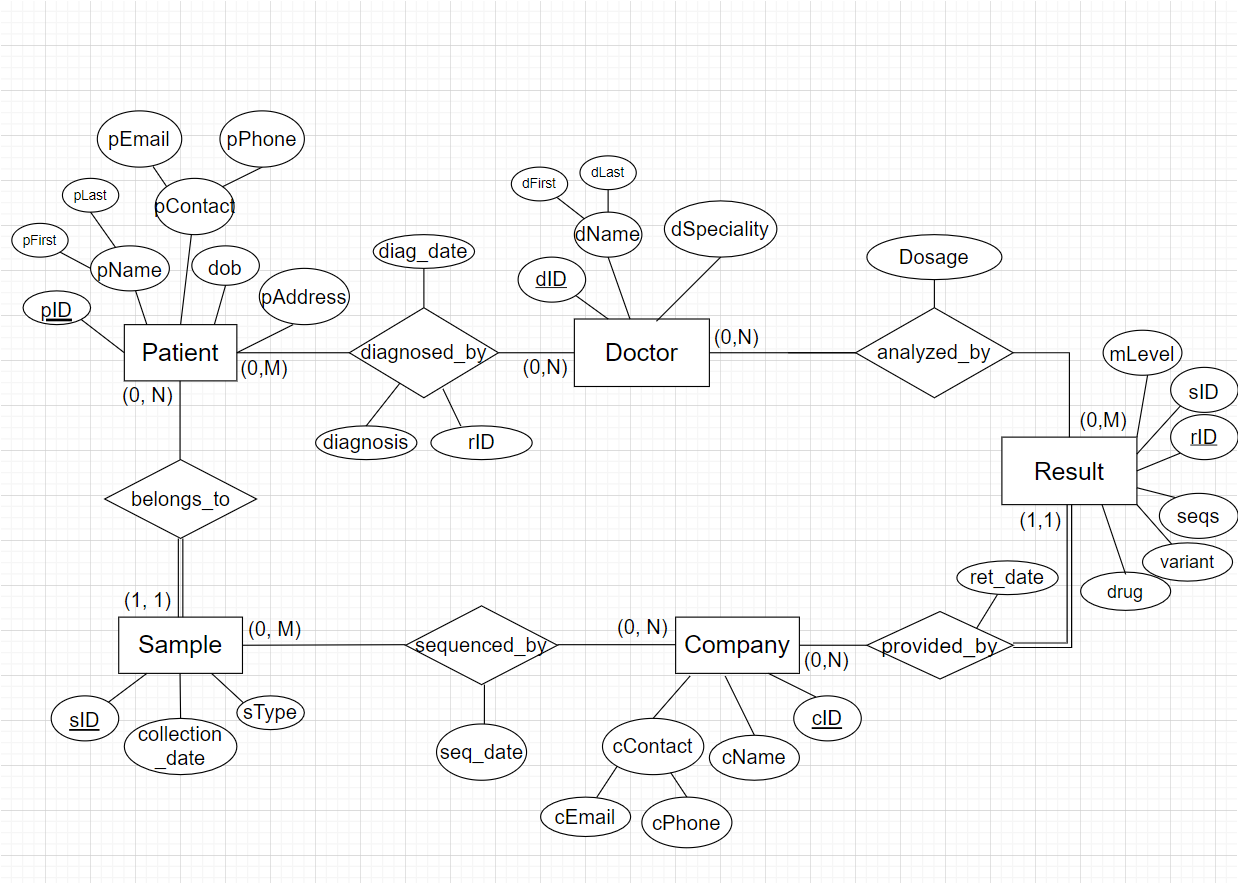 pEmail
pPhone
pLast
pContact
pFirst
pName
dob
pID
pAddress
Patient
(0,M)
(0, N)
diag_date
diagnosed_by
diagnosis
rID
(0,N)
dFirst
dLast
dName
dSpeciality
dID
Doctor
(0,N)
Dosage
analyzed_by
(0,M)
mLevel
sID
rID
Result
seqs
variant
drug
(1,1)
belongs_to
(1, 1)
Sample
(0, M)
sID
collection
_date
sType
sequenced_by
seq_date
(0, N)
Company
(0,N)
cContact
cName
cID
cEmail
cPhone
provided_by
ret_date